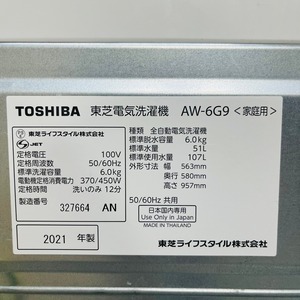 TOSHIBA 東芝電気洗濯機 AW-6G9 <家庭用>
東芝ライフスタイル株式会社
S JET
定格電圧 100V
定格周波数 50/60Hz
標準洗濯容量 6.0kg
電動機定格消費電力 370/450W
定格時間 洗いのみ 12分
製造番号 327664 AN
2021 年製
種類 全自動電気洗濯機
標準脱水容量 6.0kg
標準水量 51L
標準使用水量 107L
外形寸法 幅 563mm
奥行 580mm
高さ 957mm
50/60Hz 共用
日本国内専用
Use Only in Japan
MADE IN THAILAND
東芝ライフスタイル株式会社